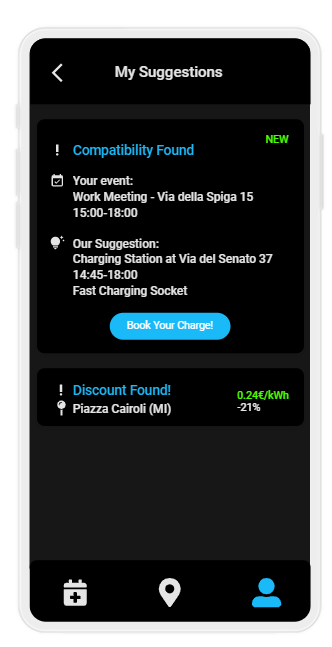 My Suggestions
NEW
! Compatibility Found
Your event:
Work Meeting - Via della Spiga 15
15:00-18:00
Our Suggestion:
Charging Station at Via del Senato 37
14:45-18:00
Fast Charging Socket
Book Your Charge!
! Discount Found!
0.24€/kWh
Piazza Cairoli (MI)
-21%